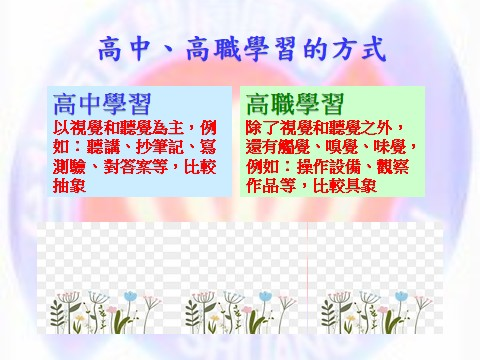 高中、高職學習的方式
高中學習
以視覺和聽覺為主，例
如：聽講、抄筆記、寫
測驗、對答案等，比較
抽象
高職學習
除了視覺和聽覺之外，
還有觸覺、嗅覺、味覺，
例如：操作設備、觀察
作品等，比較具象